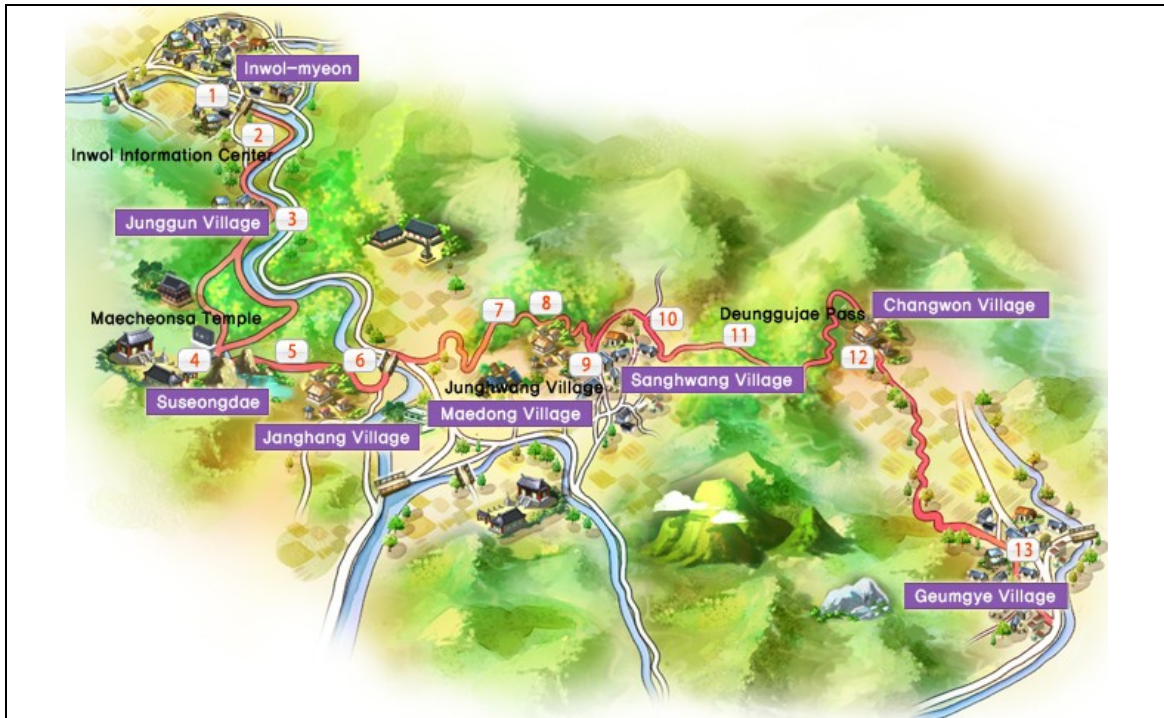 Inwol-myeon
1
2
Inwol Information Center
Junggun Village
3
Maecheonsa Temple
4
5
6
Suseongdae
Janghang Village
7
8
9
Junghwang Village
Maedong Village
10
Sanghwang Village
11
Deunggujae Pass
Changwon Village
12
13
Geumgye Village